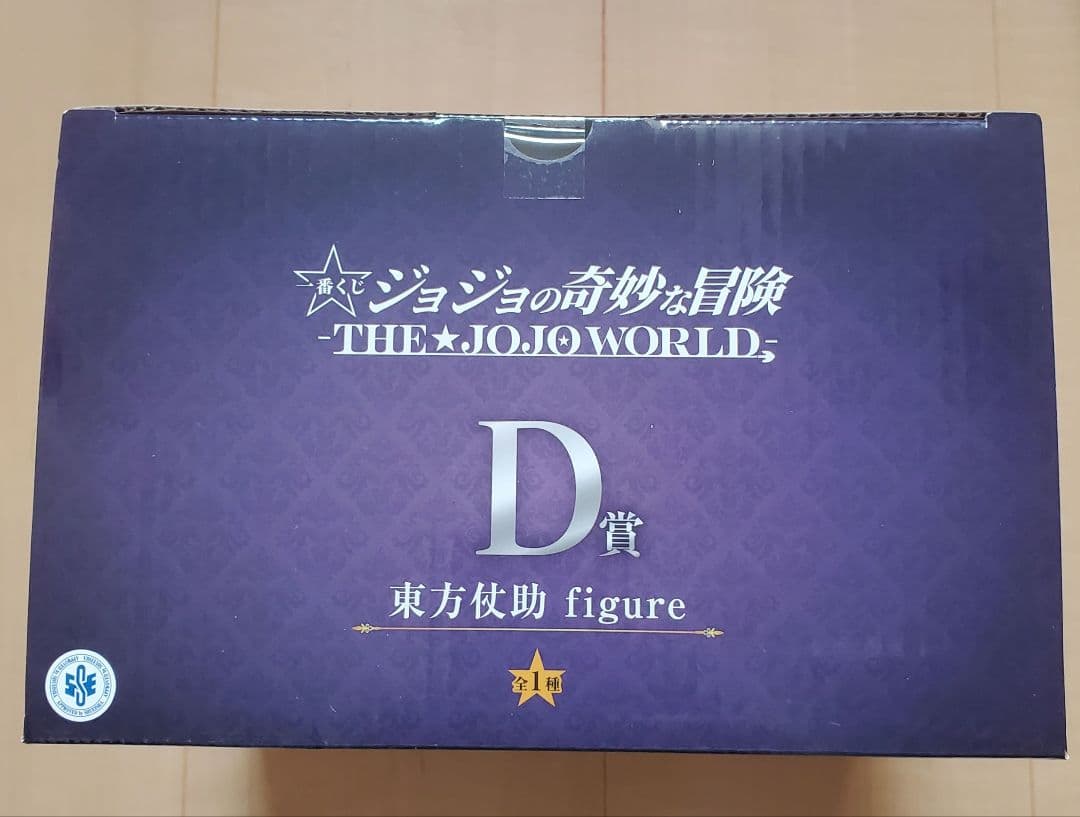 一番くじ ジョジョの奇妙な冒険
-THE★JOJO WORLD-
D賞
東方仗助 figure
全1種